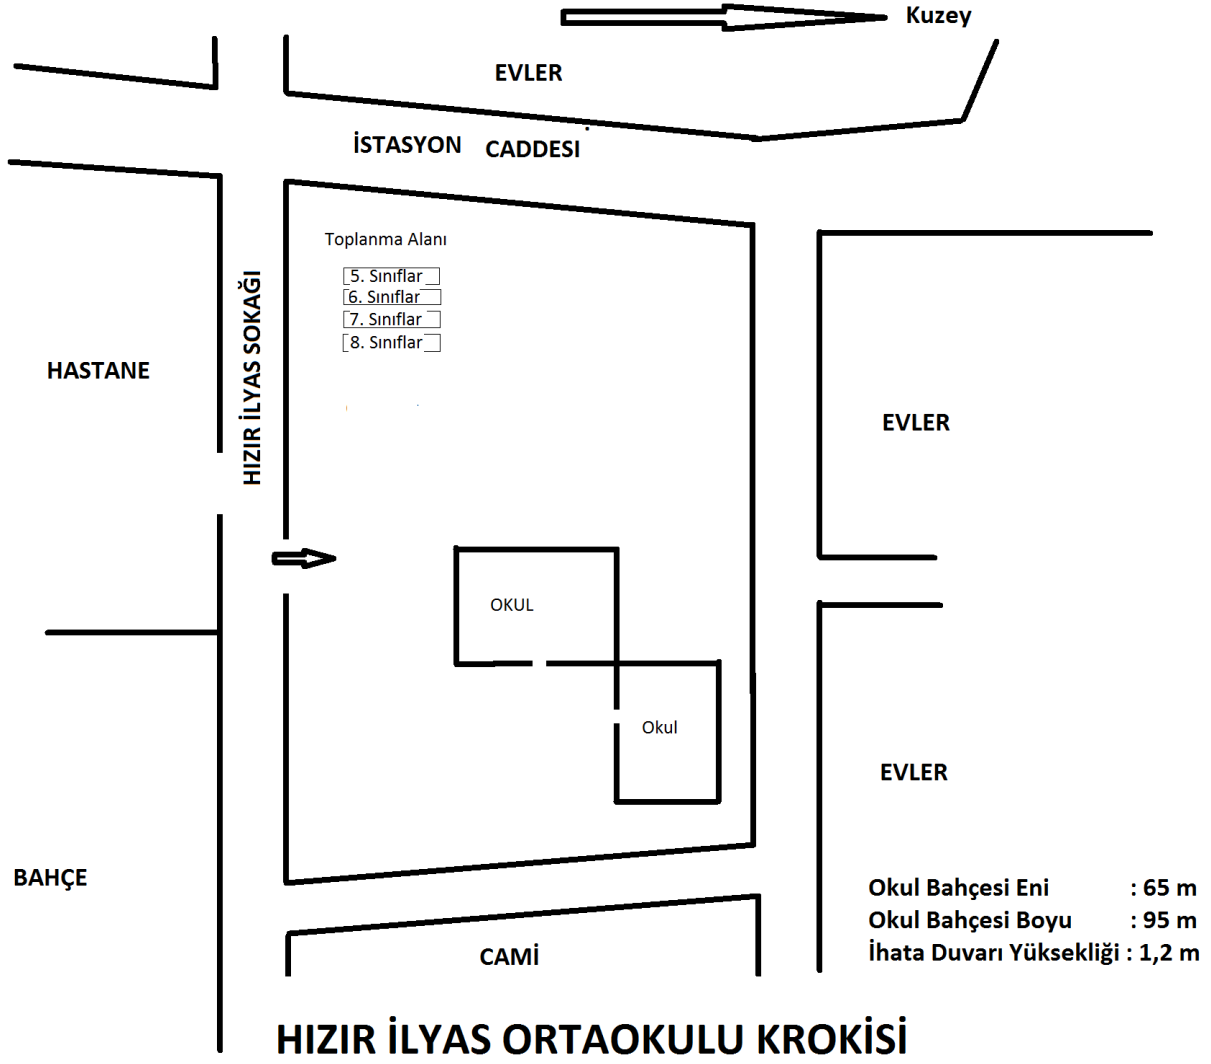 Kuzey
EVLER
İSTASYON CADDESİ
Toplanma Alanı
5. Sınıflar
6. Sınıflar
7. Sınıflar
8. Sınıflar
HIZIR İLYAS SOKAĞI
HASTANE
EVLER
OKUL
Okul
EVLER
BAHÇE
Okul Bahçesi Eni : 65 m
Okul Bahçesi Boyu : 95 m
İhata Duvarı Yüksekliği : 1,2 m
CAMİ
HIZIR İLYAS ORTAOKULU KROKİSİ